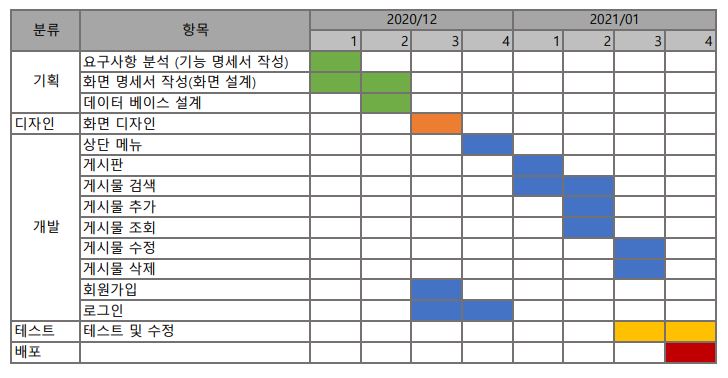 분류 항목 2020/12 2021/01
1 2 3 4 1 2 3 4
기획 요구사항 분석 (기능 명세서 작성)
화면 명세서 작성(화면 설계)
데이터 베이스 설계
디자인 화면 디자인
개발 상단 메뉴
게시판
게시물 검색
게시물 추가
게시물 조회
게시물 수정
게시물 삭제
회원가입
로그인
테스트 테스트 및 수정
배포